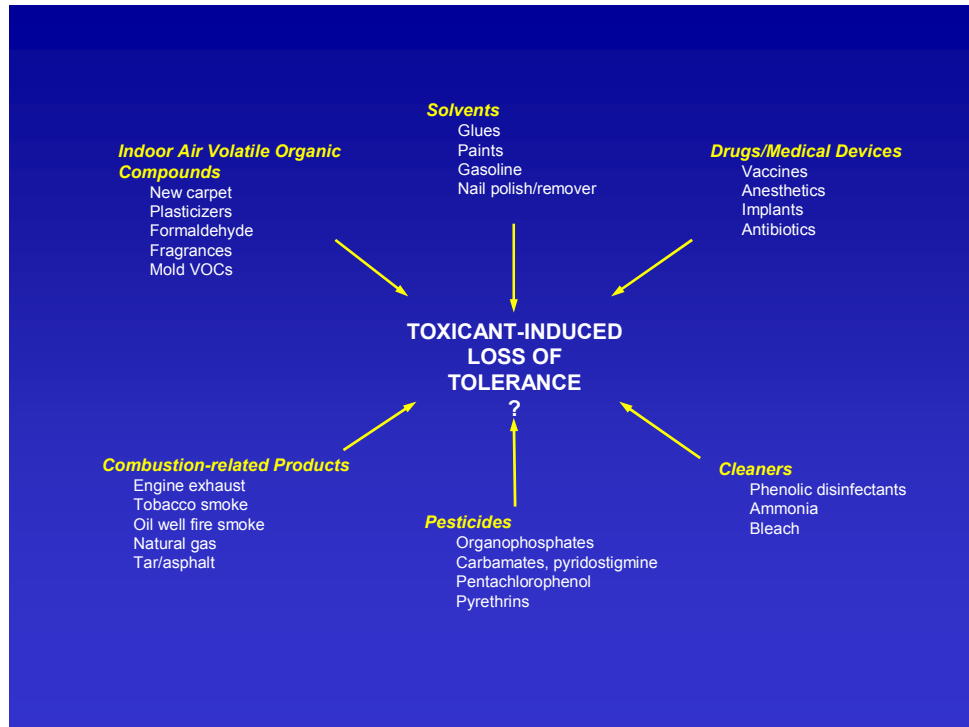 Solvents
Glues
Paints
Gasoline
Nail polish/remover
Indoor Air Volatile Organic
Compounds
New carpet
Plasticizers
Formaldehyde
Fragrances
Mold VOCs
Drugs/Medical Devices
Vaccines
Anesthetics
Implants
Antibiotics
TOXICANT-INDUCED
LOSS OF
TOLERANCE
?
Combustion-related Products
Engine exhaust
Tobacco smoke
Oil well fire smoke
Natural gas
Tar/asphalt
Pesticides
Organophosphates
Carbamates, pyridostigmine
Pentachlorophenol
Pyrethrins
Cleaners
Phenolic disinfectants
Ammonia
Bleach